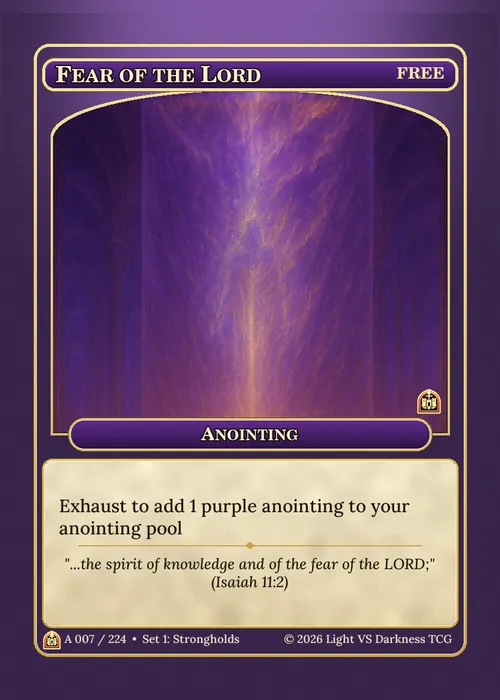 FEAR OF THE LORD
FREE
ANOINTING
Exhaust to add 1 purple anointing to your
anointing pool
"...the spirit of knowledge and of the fear of the LORD;"
(Isaiah 11:2)
A 007 / 224 • Set 1: Strongholds
© 2026 Light VS Darkness TCG